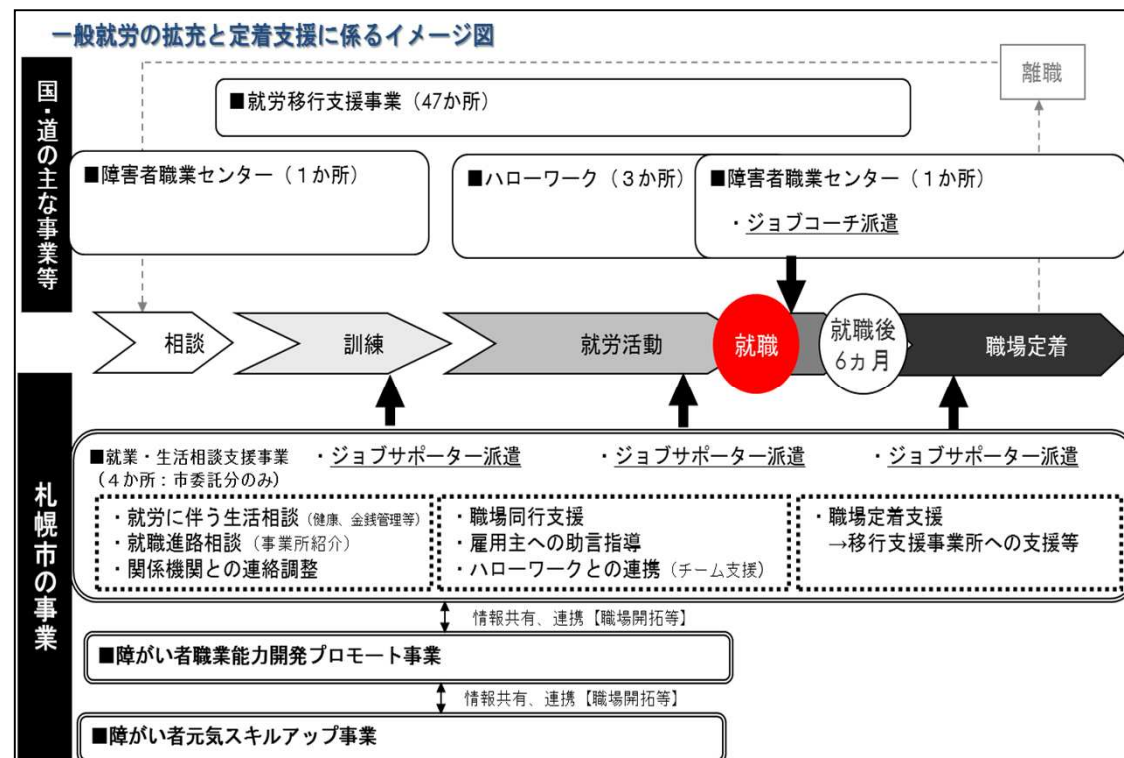 一般就労の拡充と定着支援に係るイメージ図
国・道の主な事業等
離職
■就労移行支援事業（47か所）
■障害者職業センター（１か所）
■ハローワーク（３か所）
■障害者職業センター（１か所）
・ジョブコーチ派遣
相談
訓練
就労活動
就職
就職後
6ヵ月
職場定着
札幌市の事業
■就業・生活相談支援事業
（４か所：市委託分のみ）
・ジョブサポーター派遣
・ジョブサポーター派遣
・ジョブサポーター派遣
・就労に伴う生活相談（健康、金銭管理等）
・就職進路相談（事業所紹介）
・関係機関との連絡調整
・職場同行支援
・雇用主への助言指導
・ハローワークとの連携（チーム支援）
・職場定着支援
→移行支援事業所への支援等
情報共有、連携【職場開拓等】
■障がい者職業能力開発プロモート事業
情報共有、連携【職場開拓等】
■障がい者元気スキルアップ事業